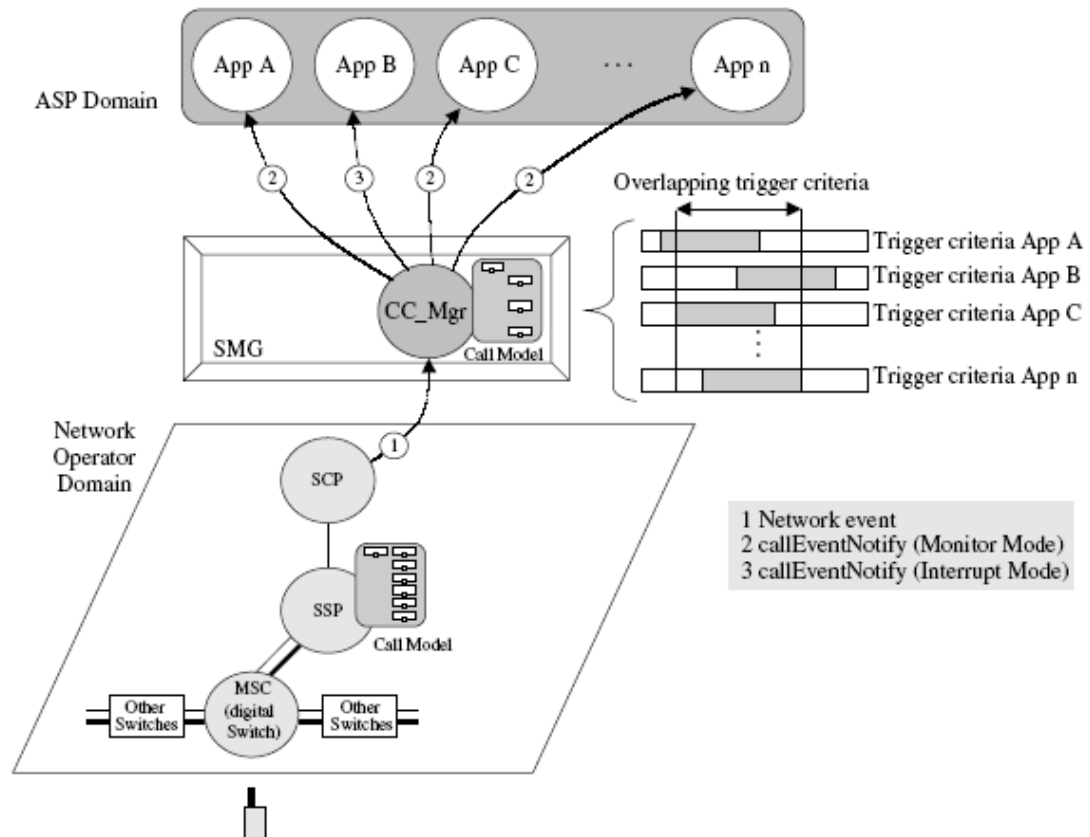 App A
App B
App C
...
App n
ASP Domain
2
3
2
2
Overlapping trigger criteria
Trigger criteria App A
Trigger criteria App B
Trigger criteria App C
Trigger criteria App n
CC_Mgr
SMG
Call Model
1
Network
Operator
Domain
SCP
SSP
Call Model
MSC
(digital
Switch)
Other
Switches
Other
Switches
1 Network event
2 callEventNotify (Monitor Mode)
3 callEventNotify (Interrupt Mode)